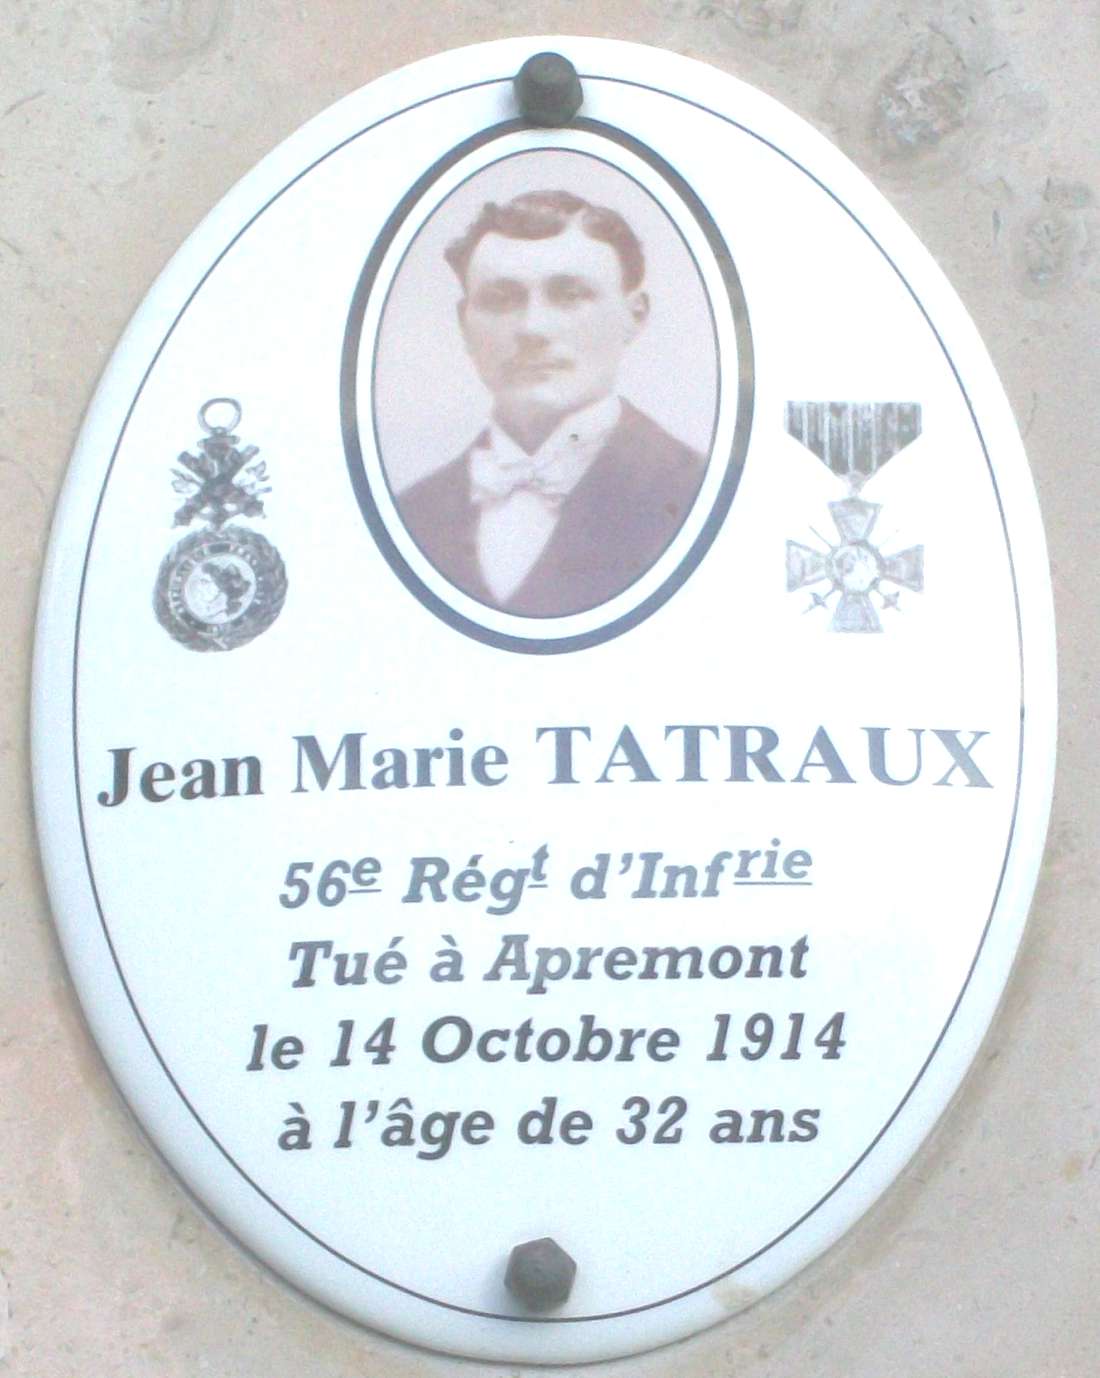 Jean Marie TATRAUX
56e Régt d'Infrie
Tué à Apremont
le 14 Octobre 1914
à l'âge de 32 ans